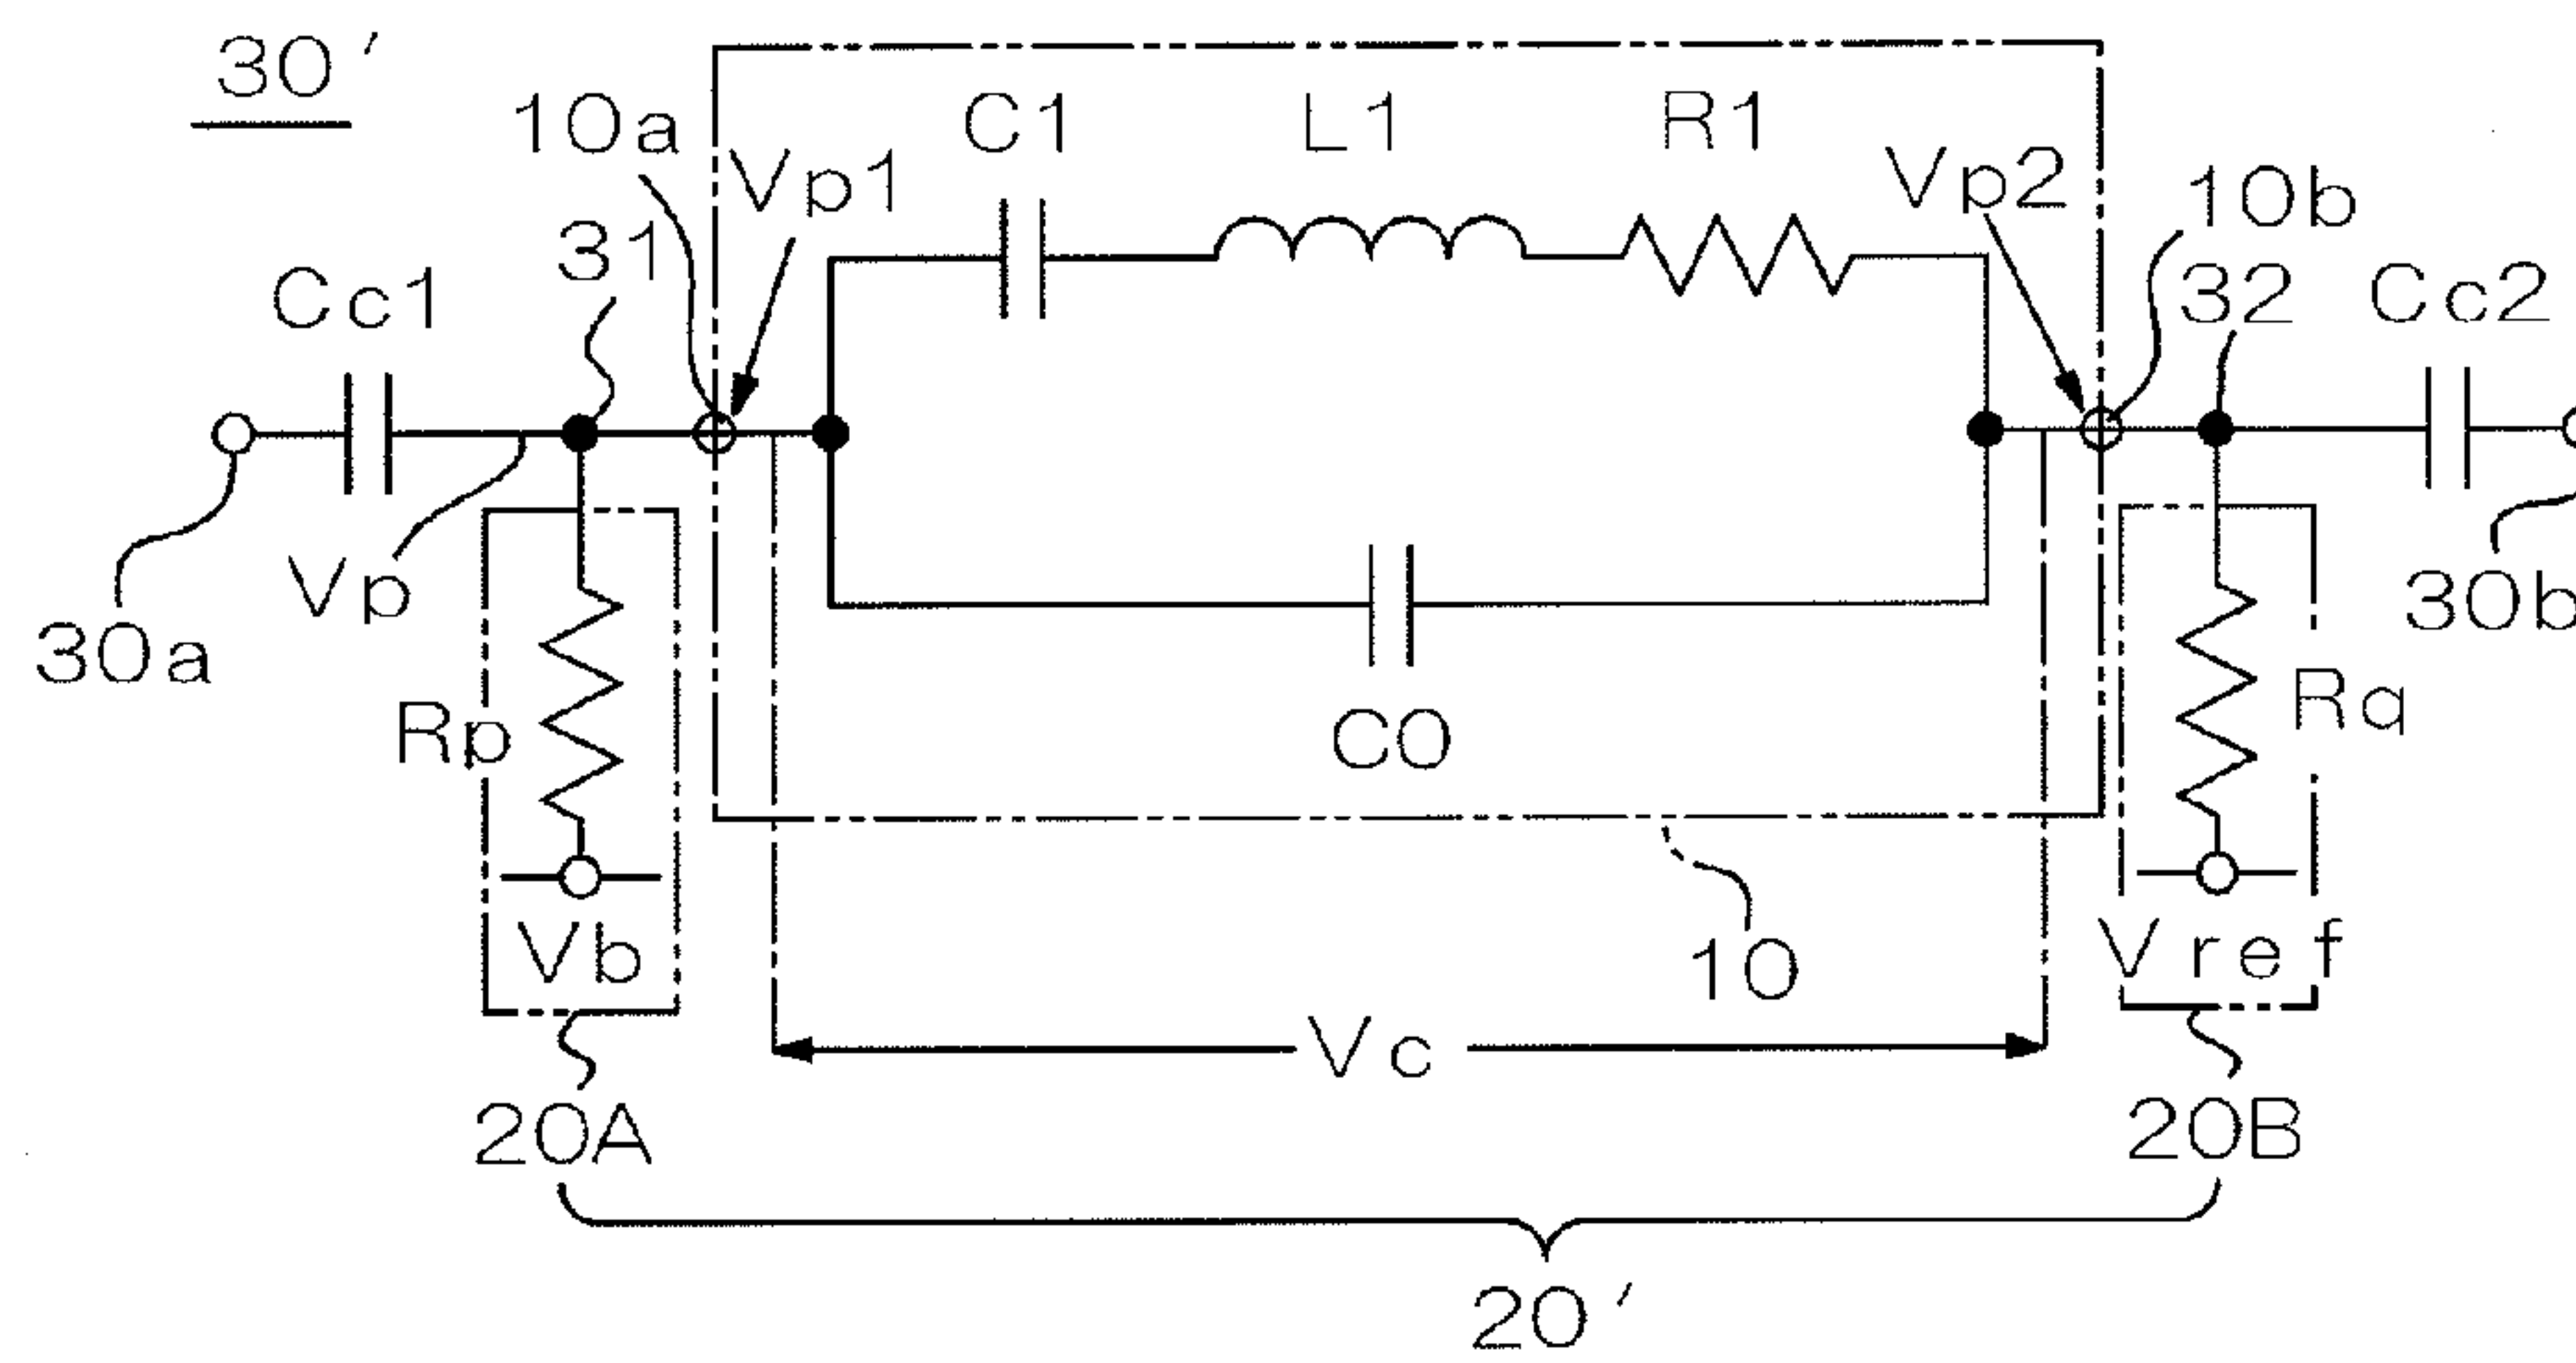 30′
10a
Vp1
C1
L1
R1
Vp2
10b
31
32
Cc1
Cc2
Vp
30a
30b
Rp
C0
Rq
Vb
10
Vref
Vc
20A
20B
20′